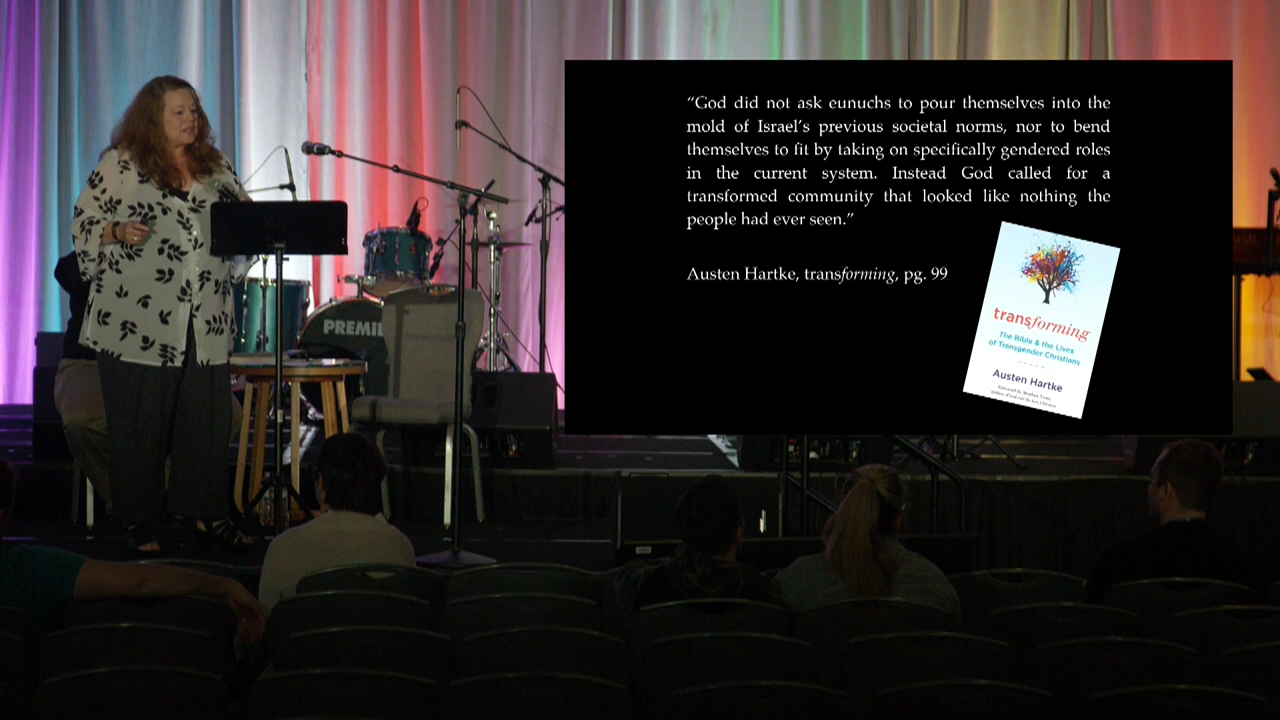 “God did not ask eunuchs to pour themselves into the
mold of Israel’s previous societal norms, nor to bend
themselves to fit by taking on specifically gendered roles
in the current system. Instead God called for a
transformed community that looked like nothing the
people had ever seen.”
Austen Hartke, transforming, pg. 99
transforming
The Bible & the Lives
of Transgender Christians
Austen Hartke
PREMI